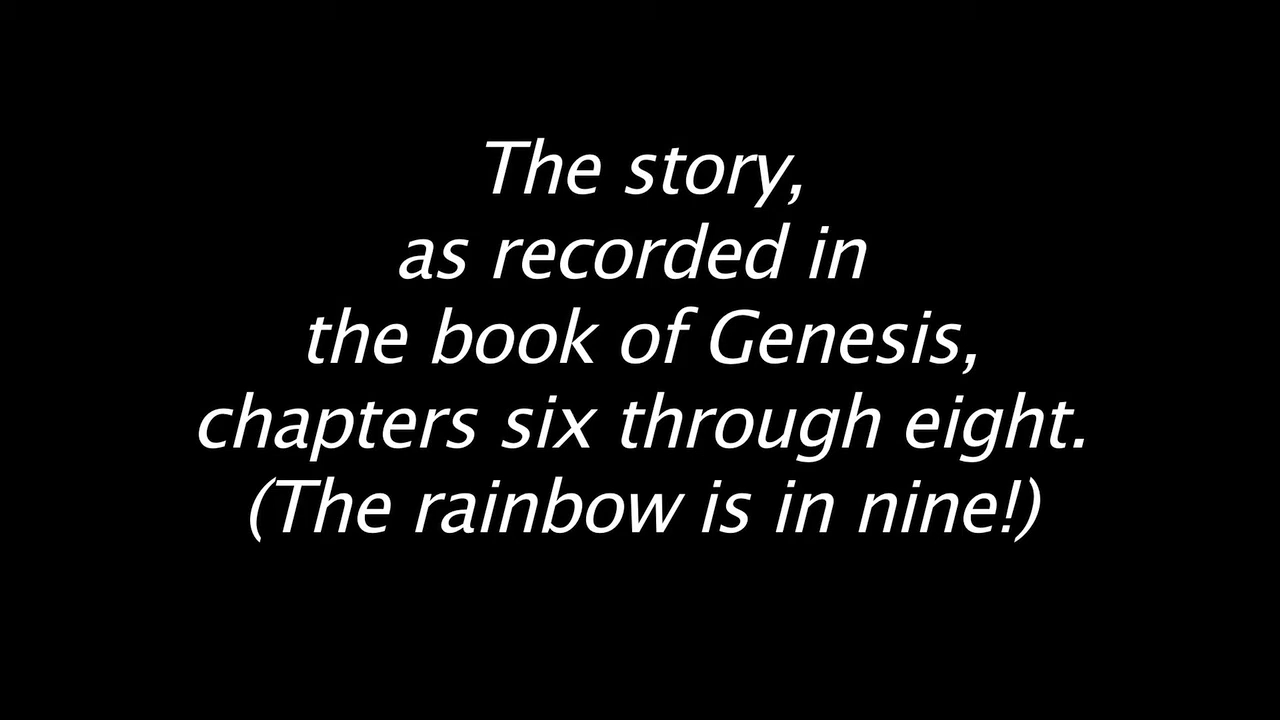 The story,
as recorded in
the book of Genesis,
chapters six through eight.
(The rainbow is in nine!)